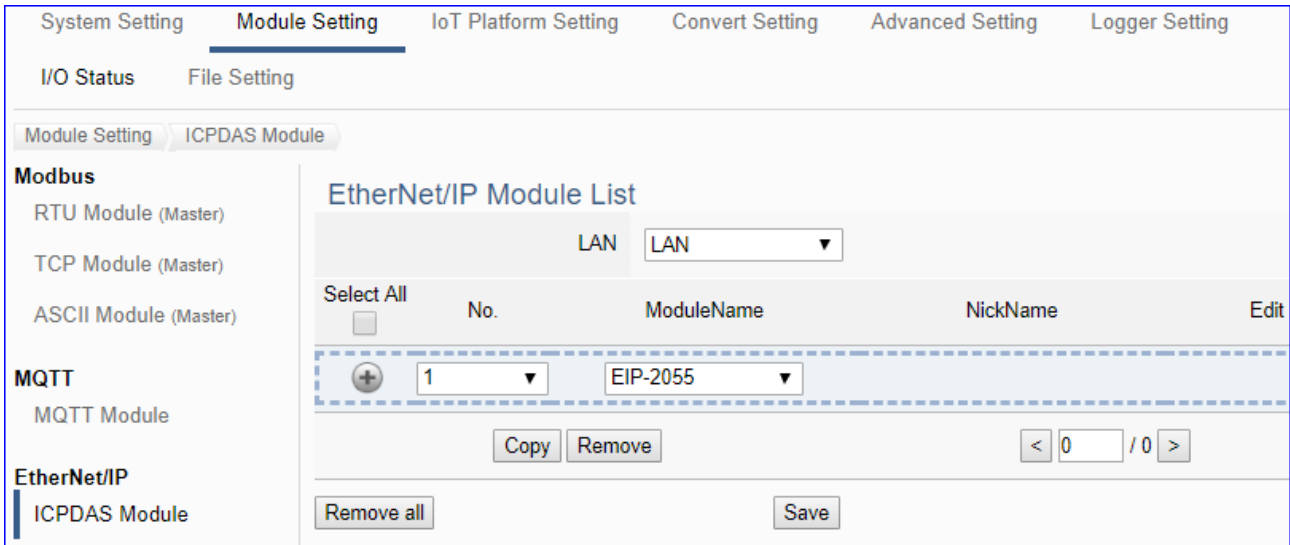 System Setting Module Setting IoT Platform Setting Convert Setting Advanced Setting Logger Setting
I/O Status File Setting
Module Setting ICPDAS Module
Modbus
RTU Module (Master)
TCP Module (Master)
ASCII Module (Master)
MQTT
MQTT Module
EtherNet/IP
ICPDAS Module
EtherNet/IP Module List
LAN LAN
Select All No. ModuleName NickName Edit
1 EIP-2055
Copy Remove < 0 / 0 >
Remove all Save